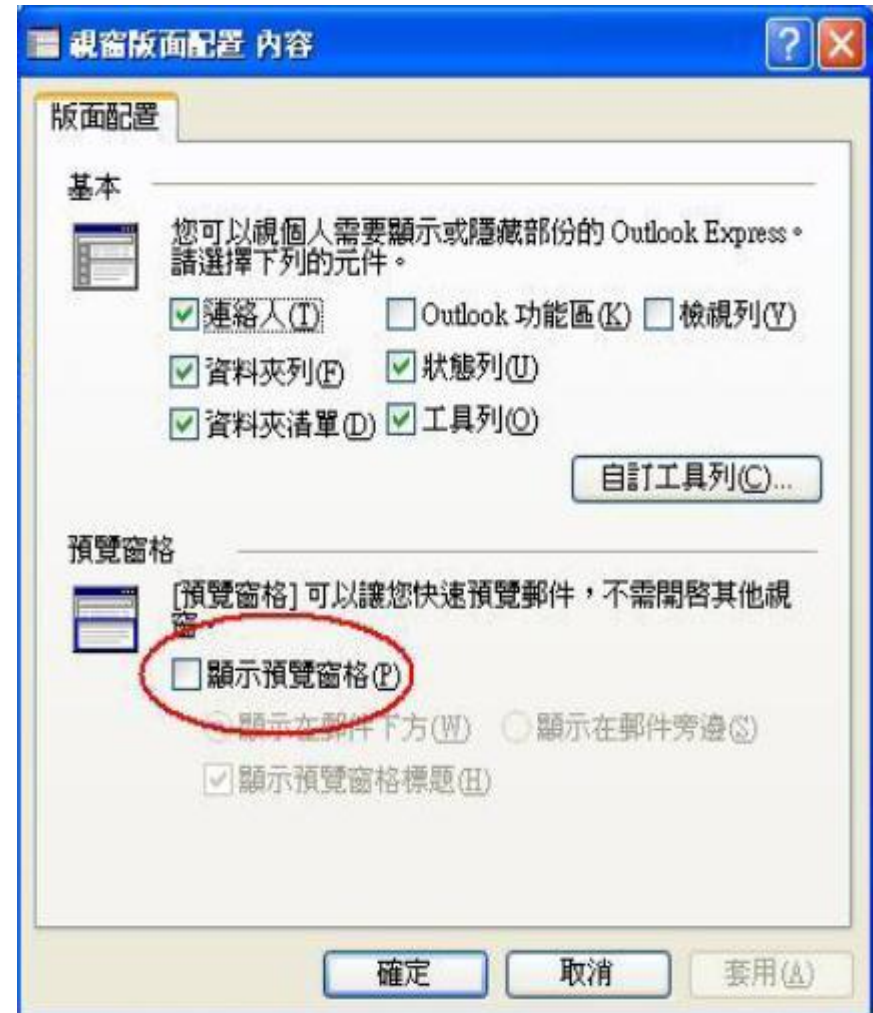 視窗版面配置 內容
版面配置
基本
您可以視個人需要顯示或隱藏部份的 Outlook Express。
請選擇下列的元件。
連絡人(T) Outlook 功能區(K) 檢視列(V)
資料夾列(F) 狀態列(U)
資料夾清單(D) 工具列(O)
自訂工具列(C)...
預覽窗格
[預覽窗格] 可以讓您快速預覽郵件，不需開啓其他視
窗。
顯示預覽窗格(P)
顯示在郵件下方(W) 顯示在郵件旁邊(S)
顯示預覽窗格標題(H)
確定 取消 套用(A)